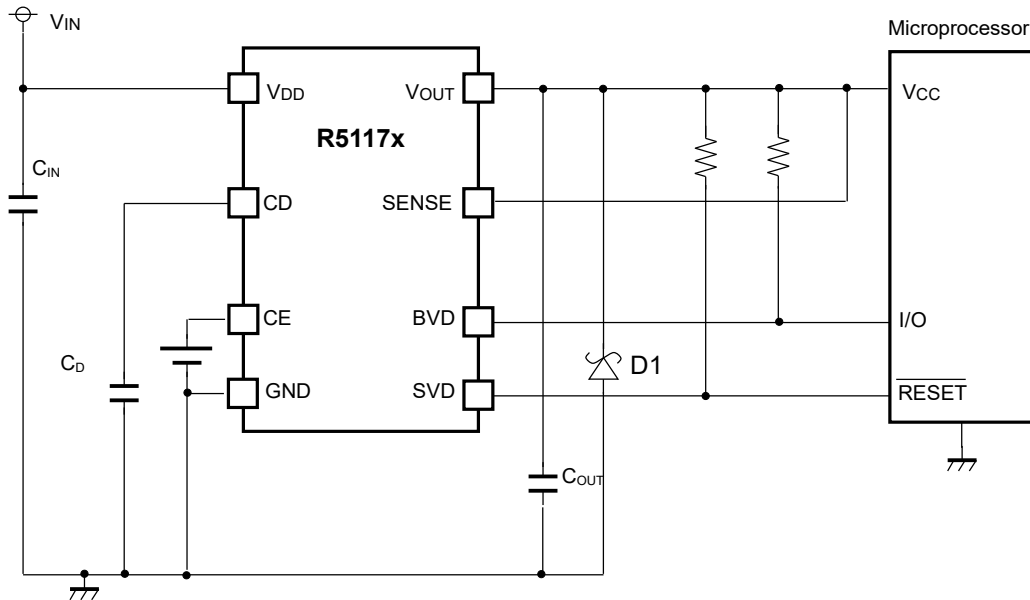 VIN
Microprocessor
VDD
VOUT
VCC
R5117x
CIN
CD
SENSE
CE
BVD
I/O
CD
D1
GND
SVD
RESET
COUT